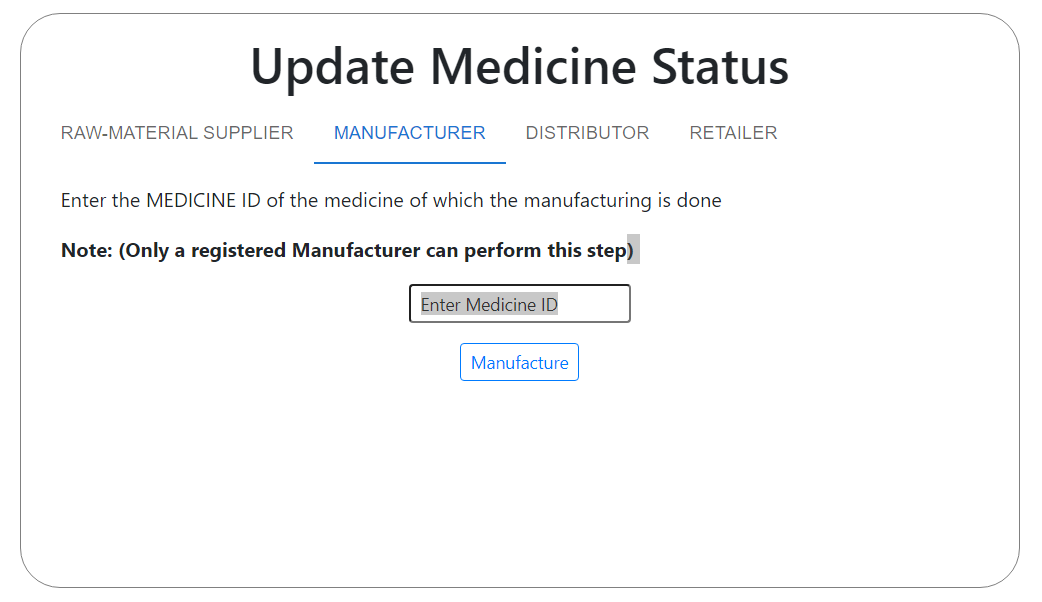 Update Medicine Status
RAW-MATERIAL SUPPLIER MANUFACTURER DISTRIBUTOR RETAILER
Enter the MEDICINE ID of the medicine of which the manufacturing is done
Note: (Only a registered Manufacturer can perform this step)
Enter Medicine ID
Manufacture